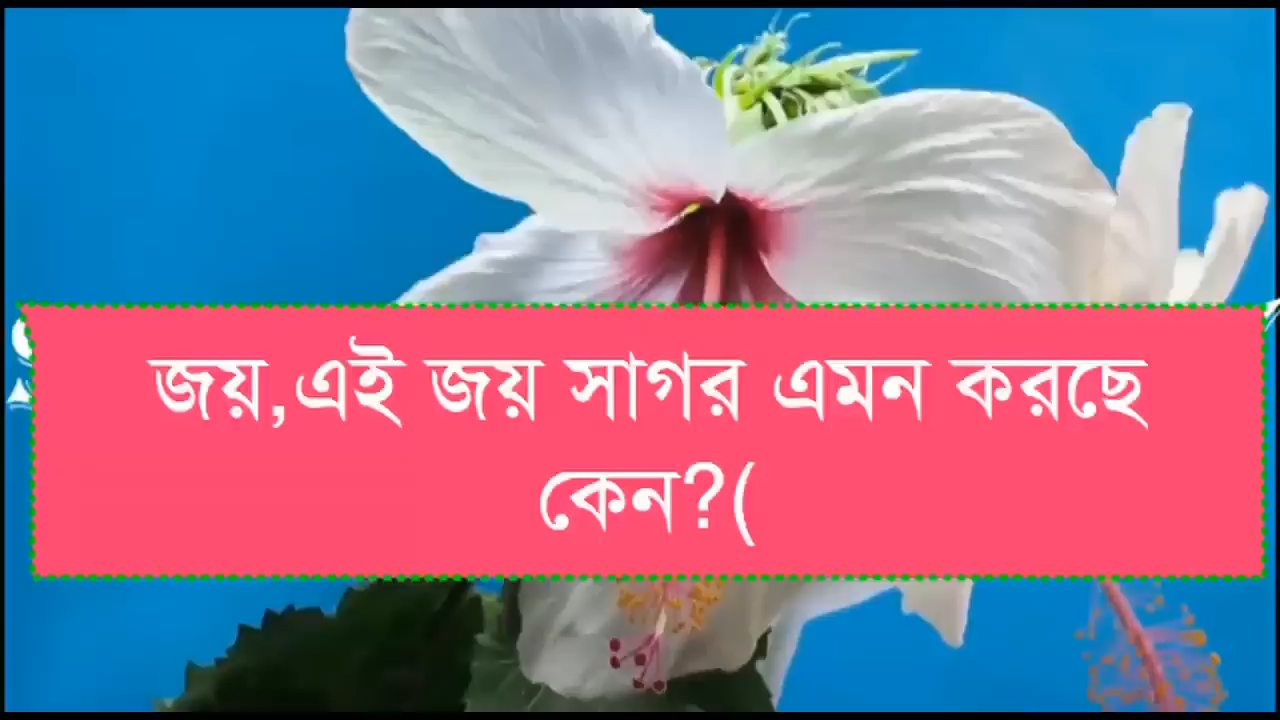 জয়,এই জয় সাগর এমন করছে
কেন?(